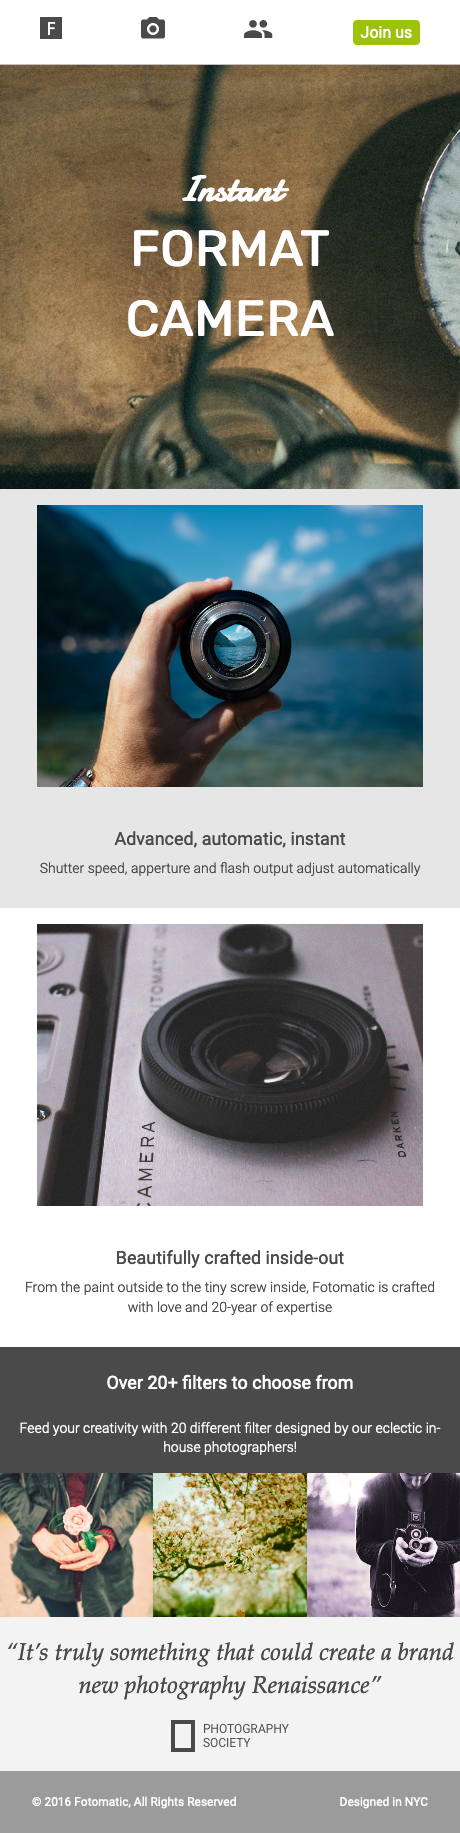 F
Join us
Instant
FORMAT
CAMERA
Advanced, automatic, instant
Shutter speed, apperture and flash output adjust automatically
CAMERA
DARKEN
Beautifully crafted inside-out
From the paint outside to the tiny screw inside, Fotomatic is crafted
with love and 20-year of expertise
Over 20+ filters to choose from
Feed your creativity with 20 different filter designed by our eclectic in-
house photographers!
“It’s truly something that could create a brand
new photography Renaissance”
PHOTOGRAPHY
SOCIETY
© 2016 Fotomatic, All Rights Reserved
Designed in NYC